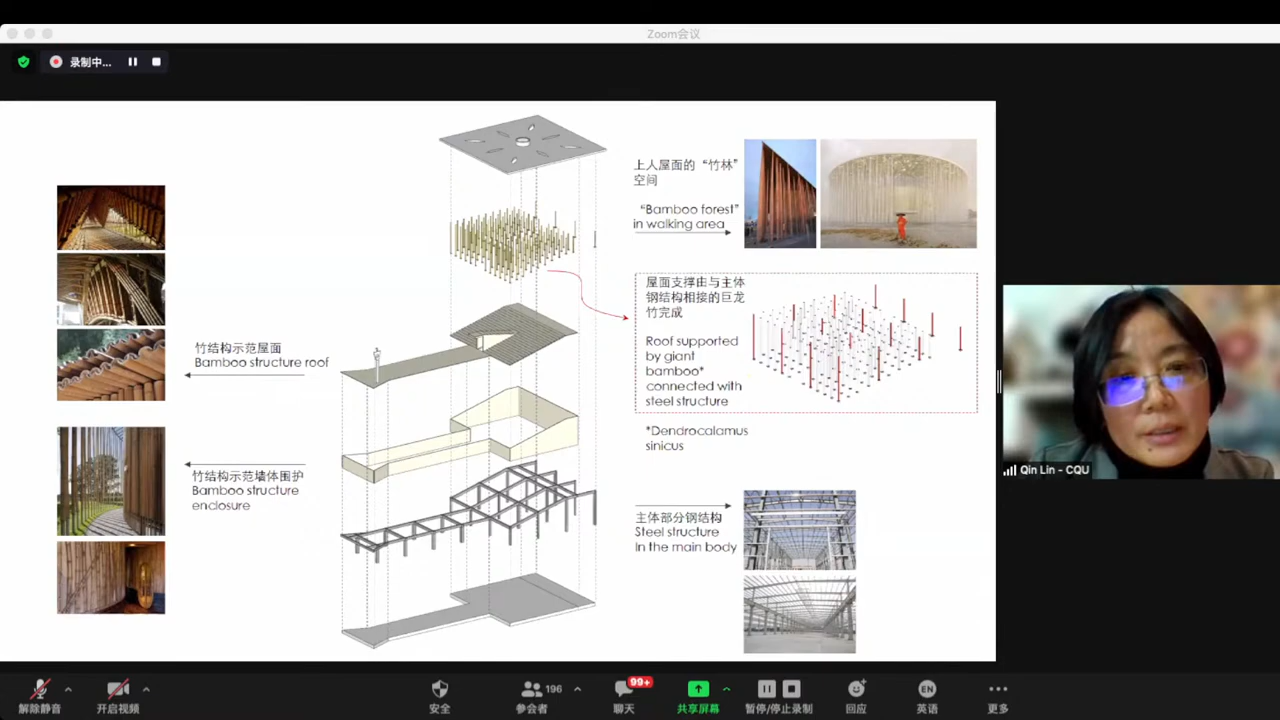 Zoom会议
录制中...
上人屋面的“竹林”
空间
“Bamboo forest”
in walking area
屋面支撑由与主体
钢结构相接的巨龙
竹完成
Roof supported
by giant
bamboo*
connected with
steel structure
*Dendrocalamus
sinicus
竹结构示范屋面
Bamboo structure roof
竹结构示范墙体围护
Bamboo structure
enclosure
主体部分钢结构
Steel structure
in the main body
Qin Lin - CQU
解除静音
开启视频
安全
196
参会者
99+
聊天
共享屏幕
暂停/停止录制
回应
EN
英语
更多